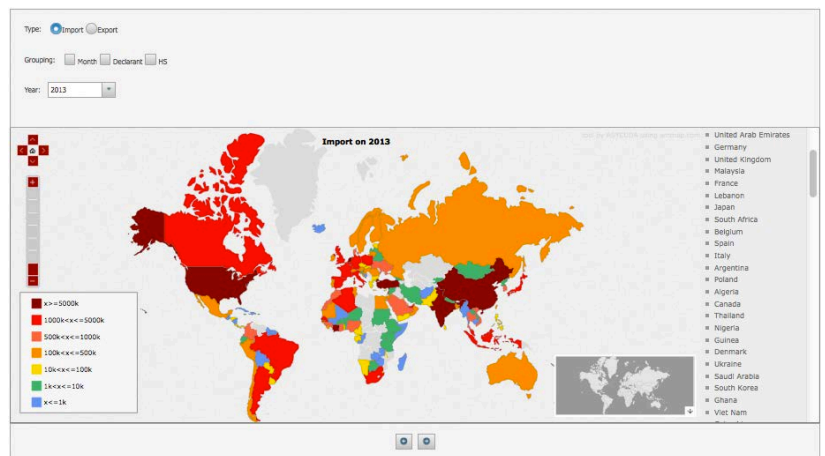 Type: Import Export
Grouping: Month Declarant HS
Year: 2013
Import on 2013
x>=5000k
1000k<x<=5000k
500k<x<=1000k
100k<x<=500k
10k<x<=100k
1k<x<=10k
x<=1k
United Arab Emirates
Germany
United Kingdom
Malaysia
France
Lebanon
Japan
South Africa
Belgium
Spain
Italy
Argentina
Poland
Algeria
Canada
Thailand
Nigeria
Guinea
Denmark
Ukraine
Saudi Arabia
South Korea
Ghana
Viet Nam